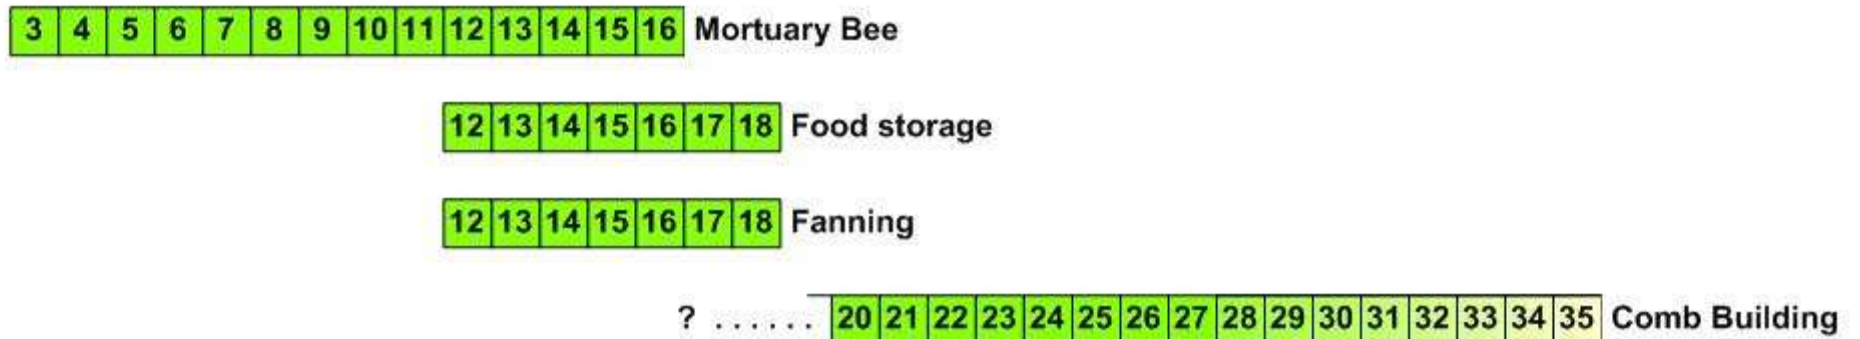 3 4 5 6 7 8 9 10 11 12 13 14 15 16 Mortuary Bee
12 13 14 15 16 17 18 Food storage
12 13 14 15 16 17 18 Fanning
? ...... 20 21 22 23 24 25 26 27 28 29 30 31 32 33 34 35 Comb Building